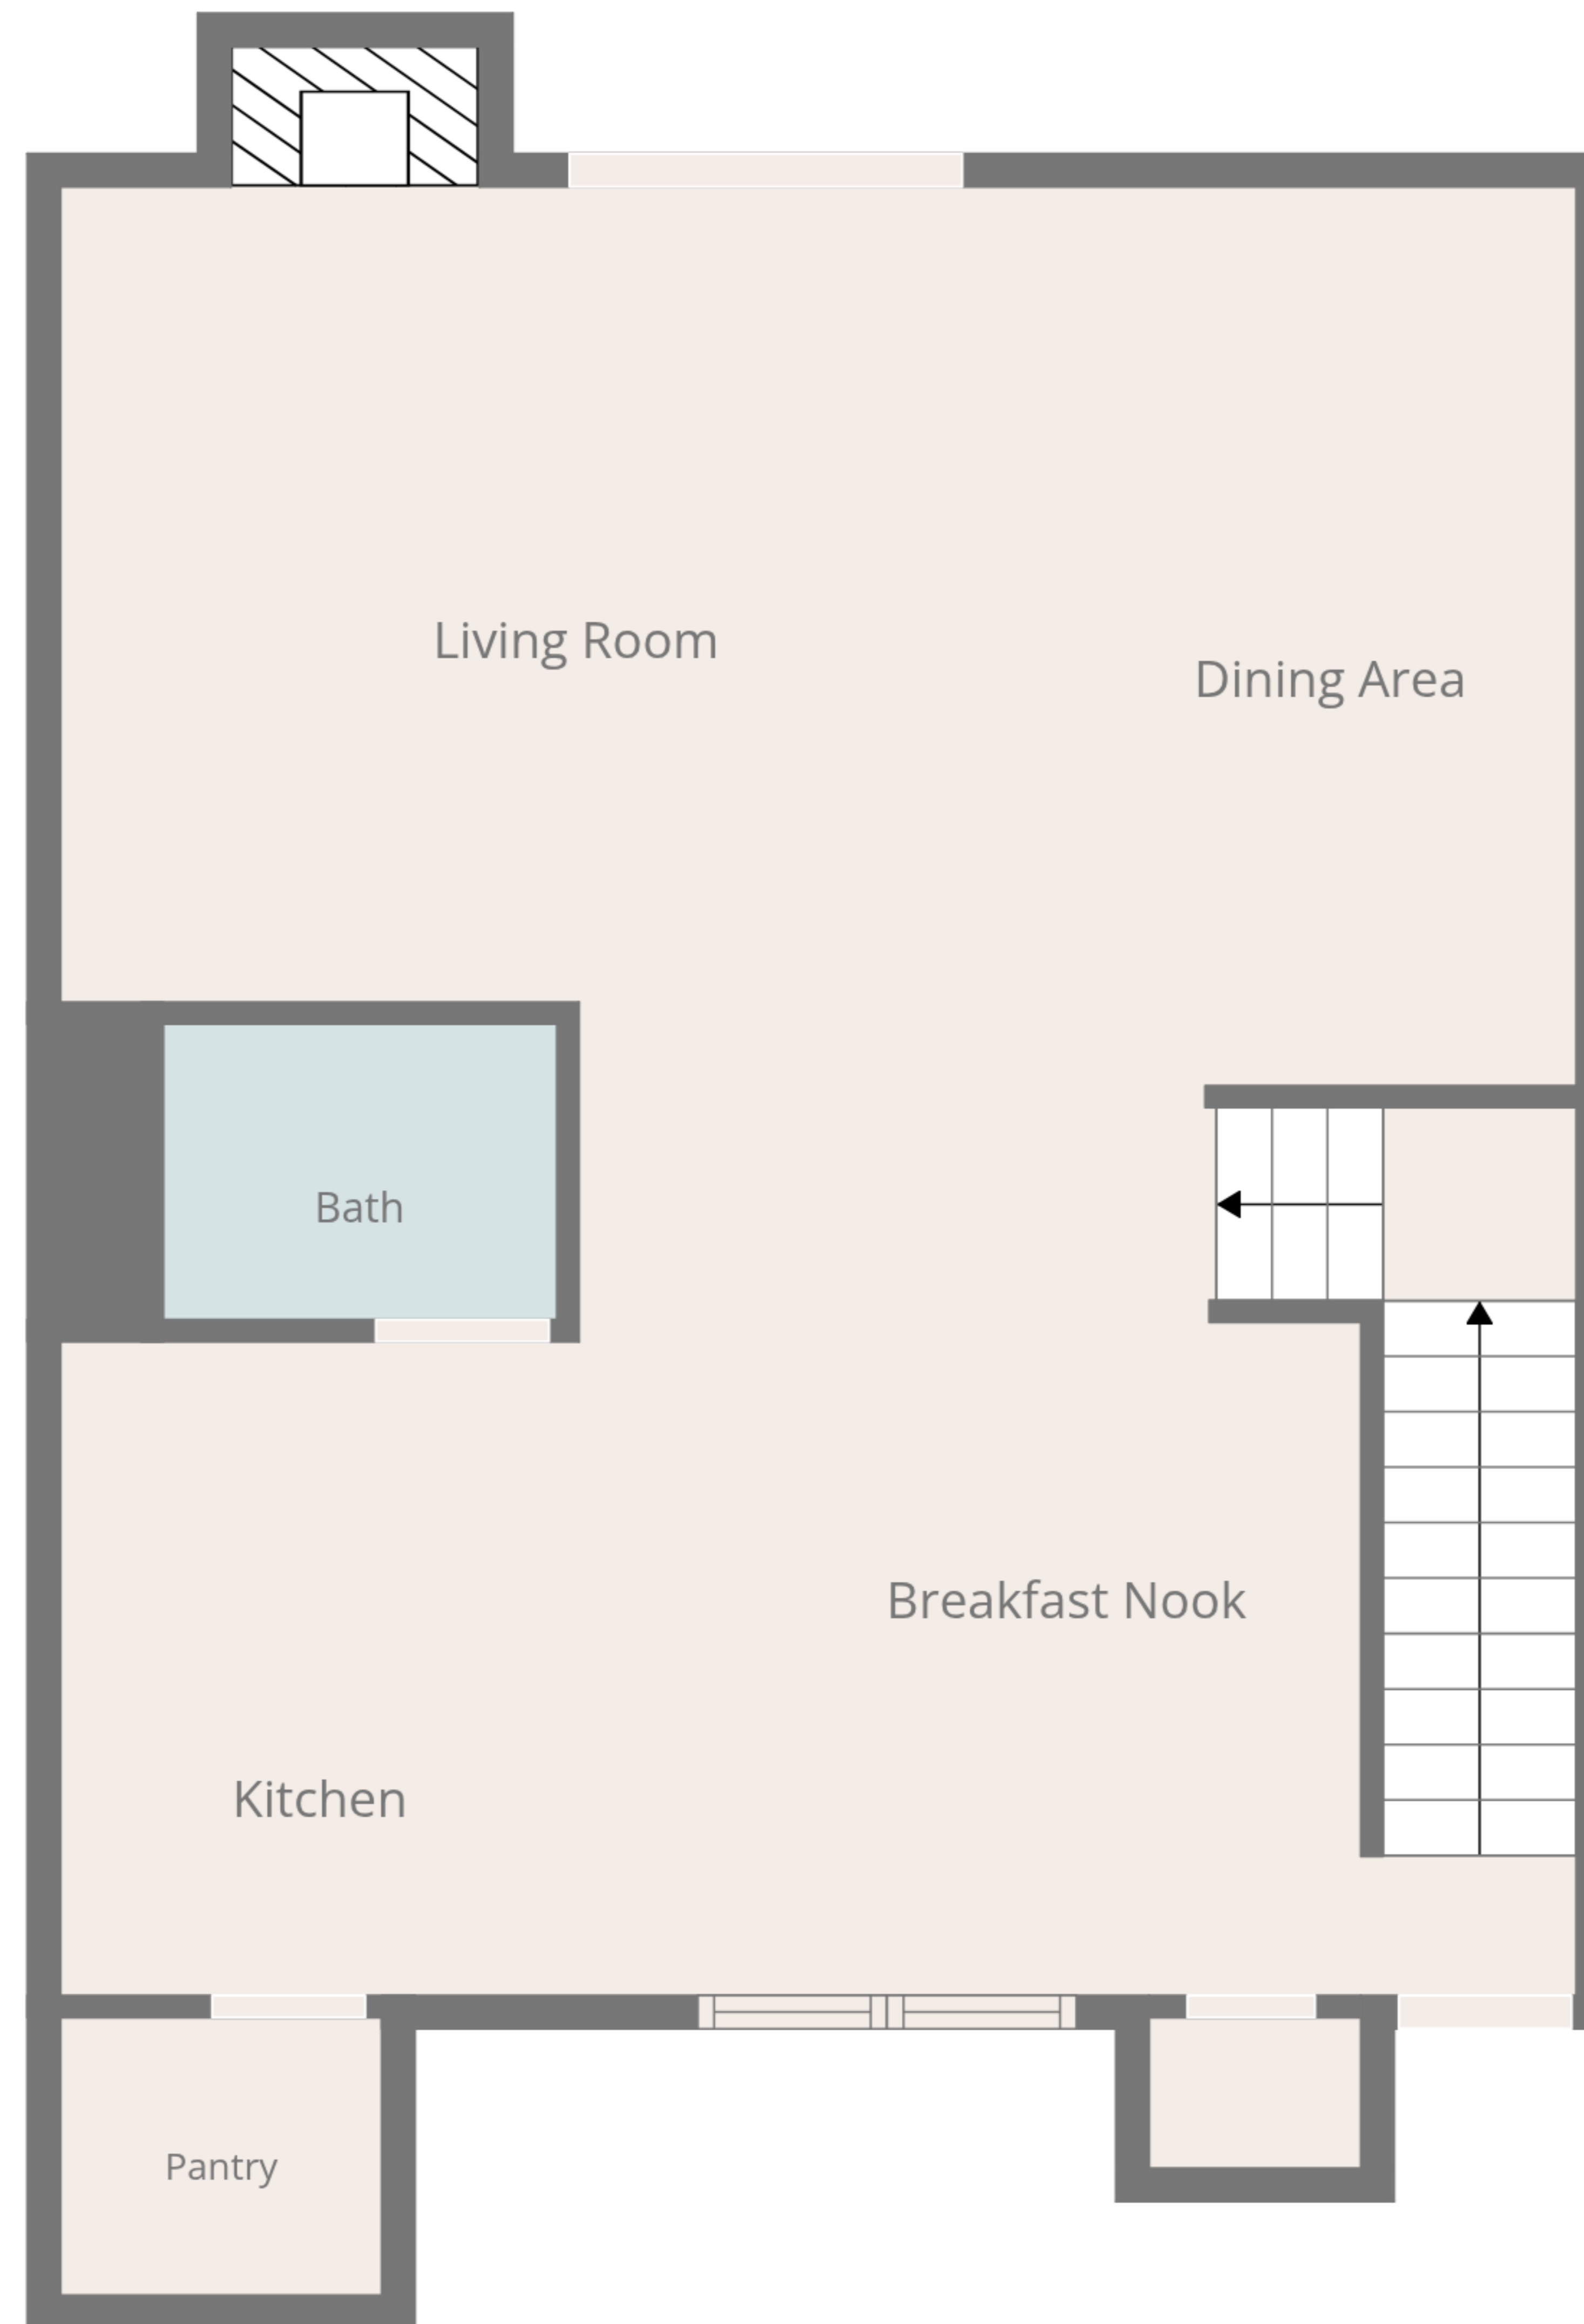 Living Room
Dining Area
Bath
Breakfast Nook
Kitchen
Pantry